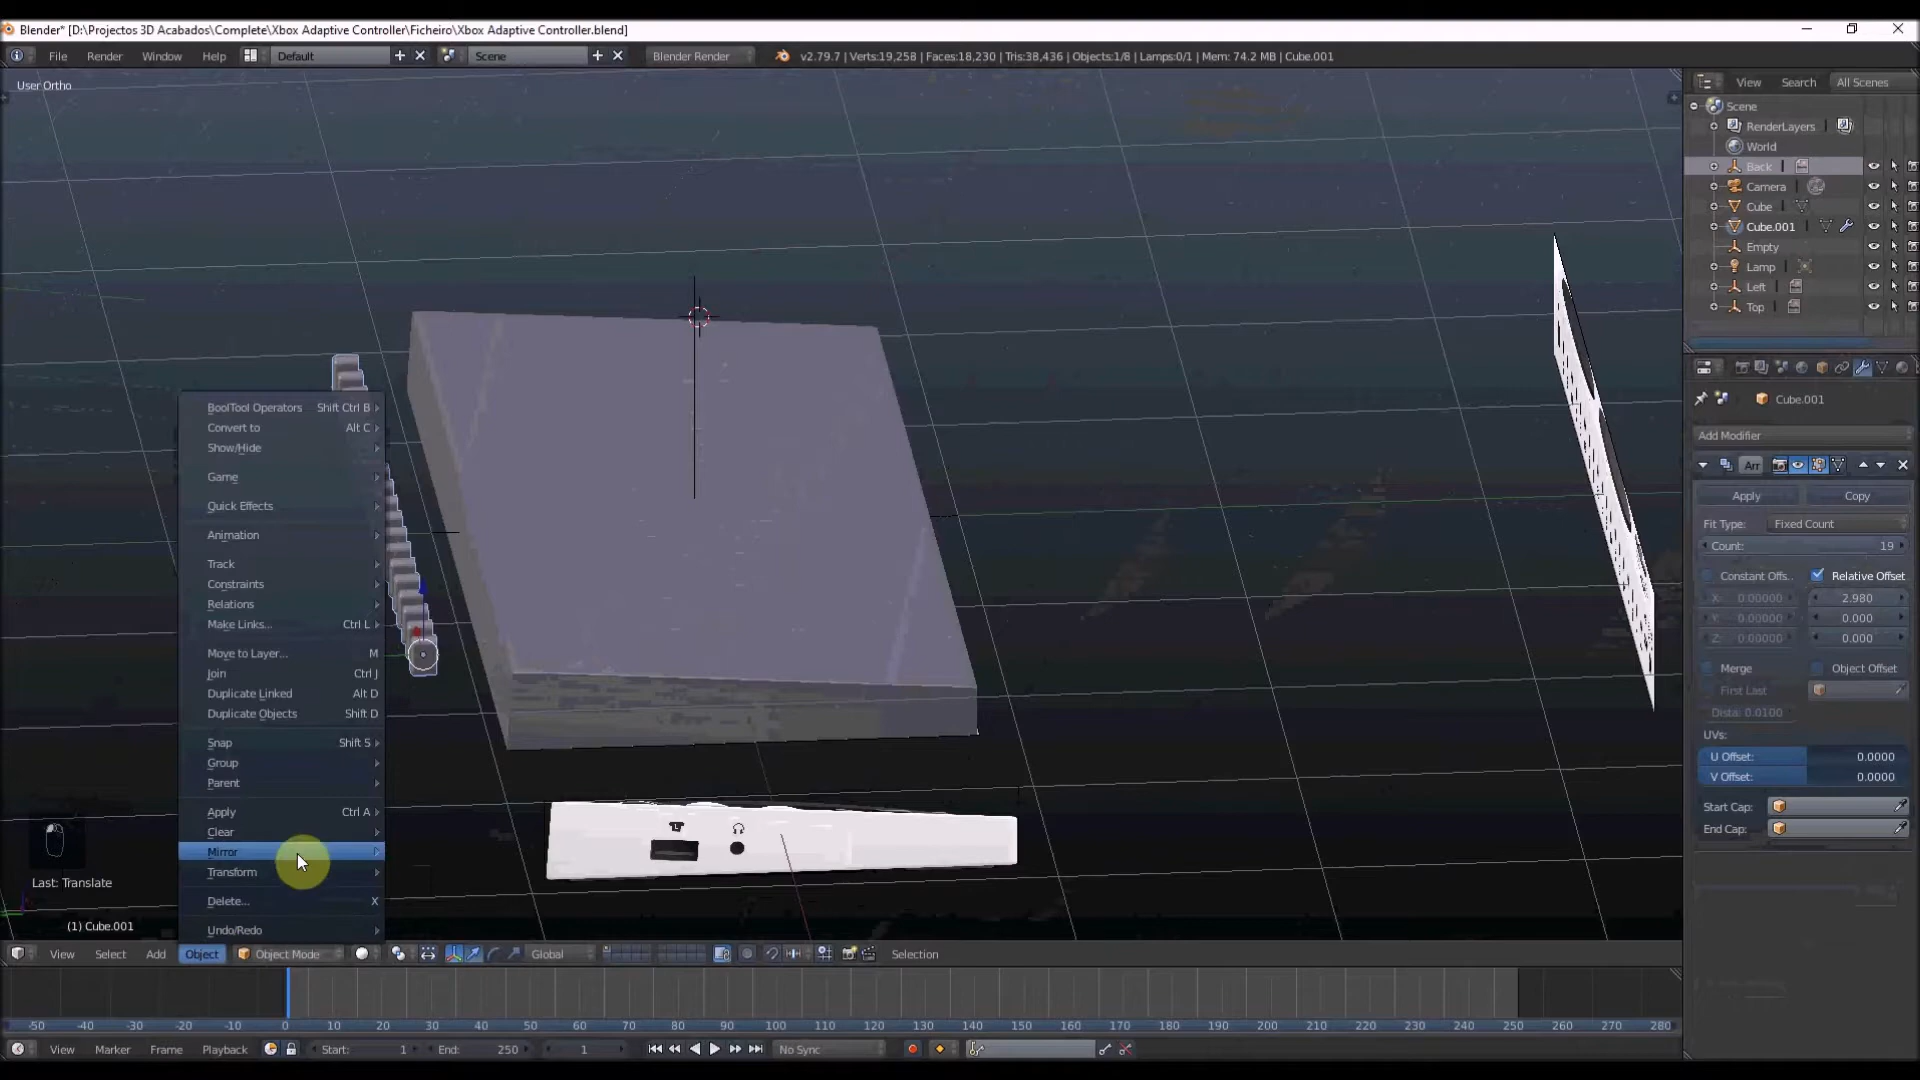 Blender* [D:\Projectos 3D Acabados\Complete\Xbox Adaptive Controller\Ficheiro\Xbox Adaptive Controller.blend]
File Render Window Help Default Scene Blender Render v2.79.7 | Verts:19,258 | Faces:18,230 | Tris:38,436 | Objects:1/8 | Lamps:0/1 | Mem: 74.2 MB | Cube.001
User Ortho
View Search All Scenes
Scene
RenderLayers
World
Back
Camera
Cube
Cube.001
Empty
Lamp
Left
Top
Cube.001
Add Modifier
Arr
Apply Copy
Fit Type: Fixed Count
Count: 19
Constant Offs.. Relative Offset
X: 0.00000 2.980
Y: 0.00000 0.000
Z: 0.00000 0.000
Merge Object Offset
First Last
Dista: 0.0100
UVs:
U Offset: 0.0000
V Offset: 0.0000
Start Cap:
End Cap:
BoolTool Operators Shift Ctrl B
Convert to Alt C
Show/Hide
Game
Quick Effects
Animation
Track
Constraints
Relations
Make Links... Ctrl L
Move to Layer... M
Join Ctrl J
Duplicate Linked Alt D
Duplicate Objects Shift D
Snap Shift S
Group
Parent
Apply Ctrl A
Clear
Mirror
Transform
Delete... X
Undo/Redo
Last: Translate
(1) Cube.001
View Select Add Object Object Mode Global Selection
-50 -40 -30 -20 -10 0 10 20 30 40 50 60 70 80 90 100 110 120 130 140 150 160 170 180 190 200 210 220 230 240 250 260 270 280
View Marker Frame Playback Start: 1 End: 250 1 No Sync